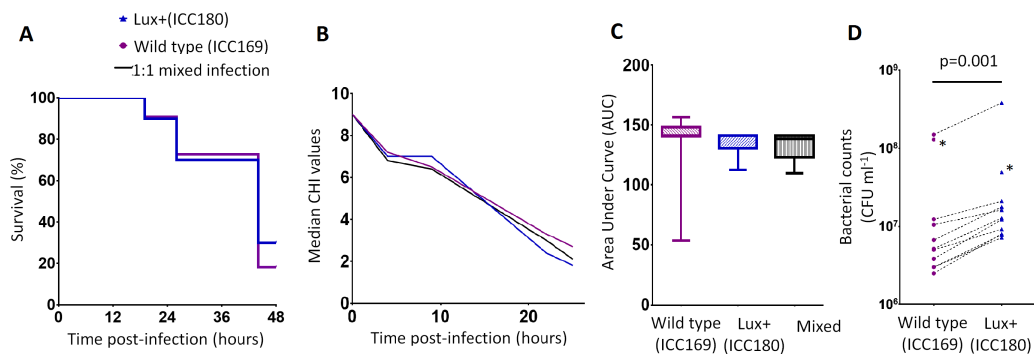 A
Lux+(ICC180)
Wild type (ICC169)
1:1 mixed infection
Survival (%)
100
80
60
40
20
0
0 12 24 36 48
Time post-infection (hours)
B
Median CHI values
10
8
6
4
2
0
0 10 20
Time post-infection (hours)
C
Area Under Curve (AUC)
200
150
100
50
0
Wild type
(ICC169)
Lux+
(ICC180)
Mixed
D
p=0.001
Bacterial counts
(CFU ml⁻¹)
10⁹
10⁸
10⁷
10⁶
*
*
Wild type
(ICC169)
Lux+
(ICC180)